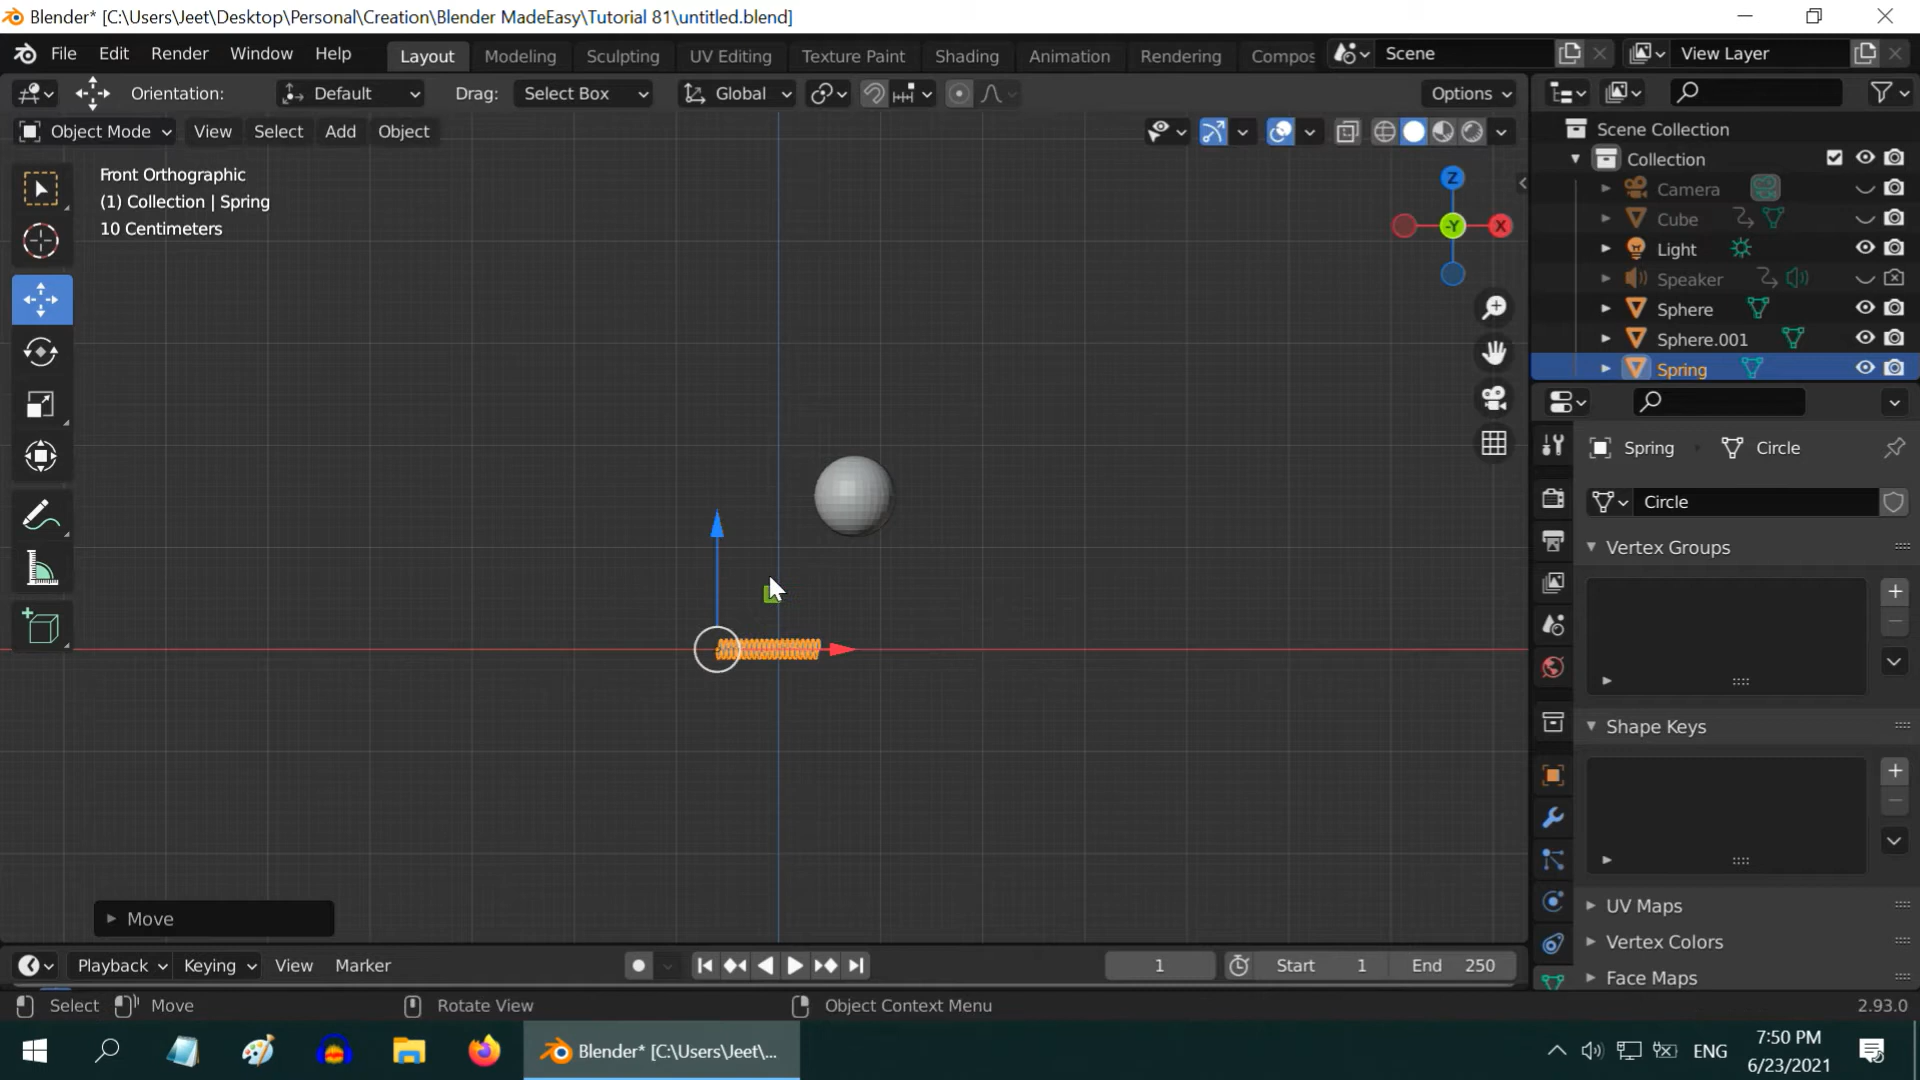 Blender* [C:\Users\Jeet\Desktop\Personal\Creation\Blender MadeEasy\Tutorial 81\untitled.blend]
File Edit Render Window Help Layout Modeling Sculpting UV Editing Texture Paint Shading Animation Rendering Compos Scene View Layer
Orientation: Default Drag: Select Box Global Options
Object Mode View Select Add Object
Front Orthographic
(1) Collection | Spring
10 Centimeters
Z
-Y
X
Scene Collection
Collection
Camera
Cube
Light
Speaker
Sphere
Sphere.001
Spring
Spring Circle
Circle
Vertex Groups
Shape Keys
UV Maps
Vertex Colors
Face Maps
Move
Playback Keying View Marker 1 Start 1 End 250
Select Move Rotate View Object Context Menu 2.93.0
Blender* [C:\Users\Jeet\...
ENG
7:50 PM
6/23/2021